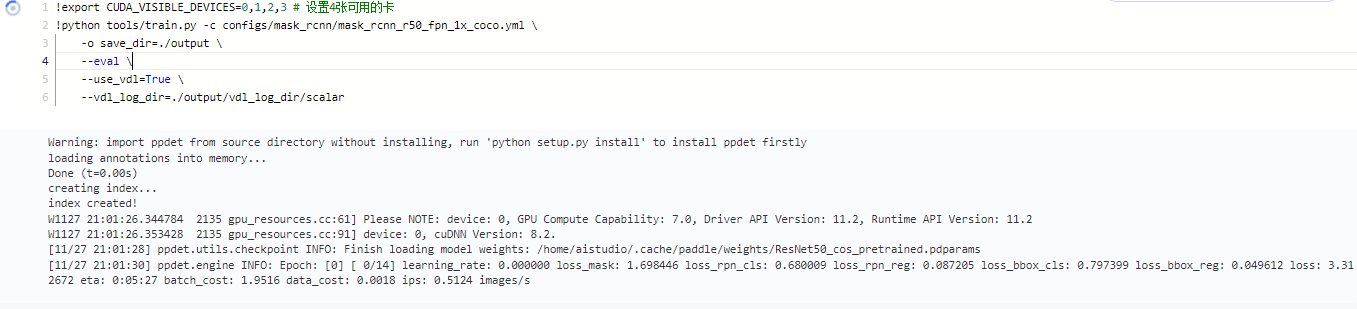 1 !export CUDA_VISIBLE_DEVICES=0,1,2,3 # 设置4张可用的卡
2 !python tools/train.py -c configs/mask_rcnn/mask_rcnn_r50_fpn_1x_coco.yml \
3 -o save_dir=./output \
4 --eval \
5 --use_vdl=True \
6 --vdl_log_dir=./output/vdl_log_dir/scalar
Warning: import ppdet from source directory without installing, run 'python setup.py install' to install ppdet firstly
loading annotations into memory...
Done (t=0.00s)
creating index...
index created!
W1127 21:01:26.344784  2135 gpu_resources.cc:61] Please NOTE: device: 0, GPU Compute Capability: 7.0, Driver API Version: 11.2, Runtime API Version: 11.2
W1127 21:01:26.353428  2135 gpu_resources.cc:91] device: 0, cuDNN Version: 8.2.
[11/27 21:01:28] ppdet.utils.checkpoint INFO: Finish loading model weights: /home/aistudio/.cache/paddle/weights/ResNet50_cos_pretrained.pdparams
[11/27 21:01:30] ppdet.engine INFO: Epoch: [0] [ 0/14] learning_rate: 0.000000 loss_mask: 1.698446 loss_rpn_cls: 0.680009 loss_rpn_reg: 0.087205 loss_bbox_cls: 0.797399 loss_bbox_reg: 0.049612 loss: 3.31
2672 eta: 0:05:27 batch_cost: 1.9516 data_cost: 0.0018 ips: 0.5124 images/s